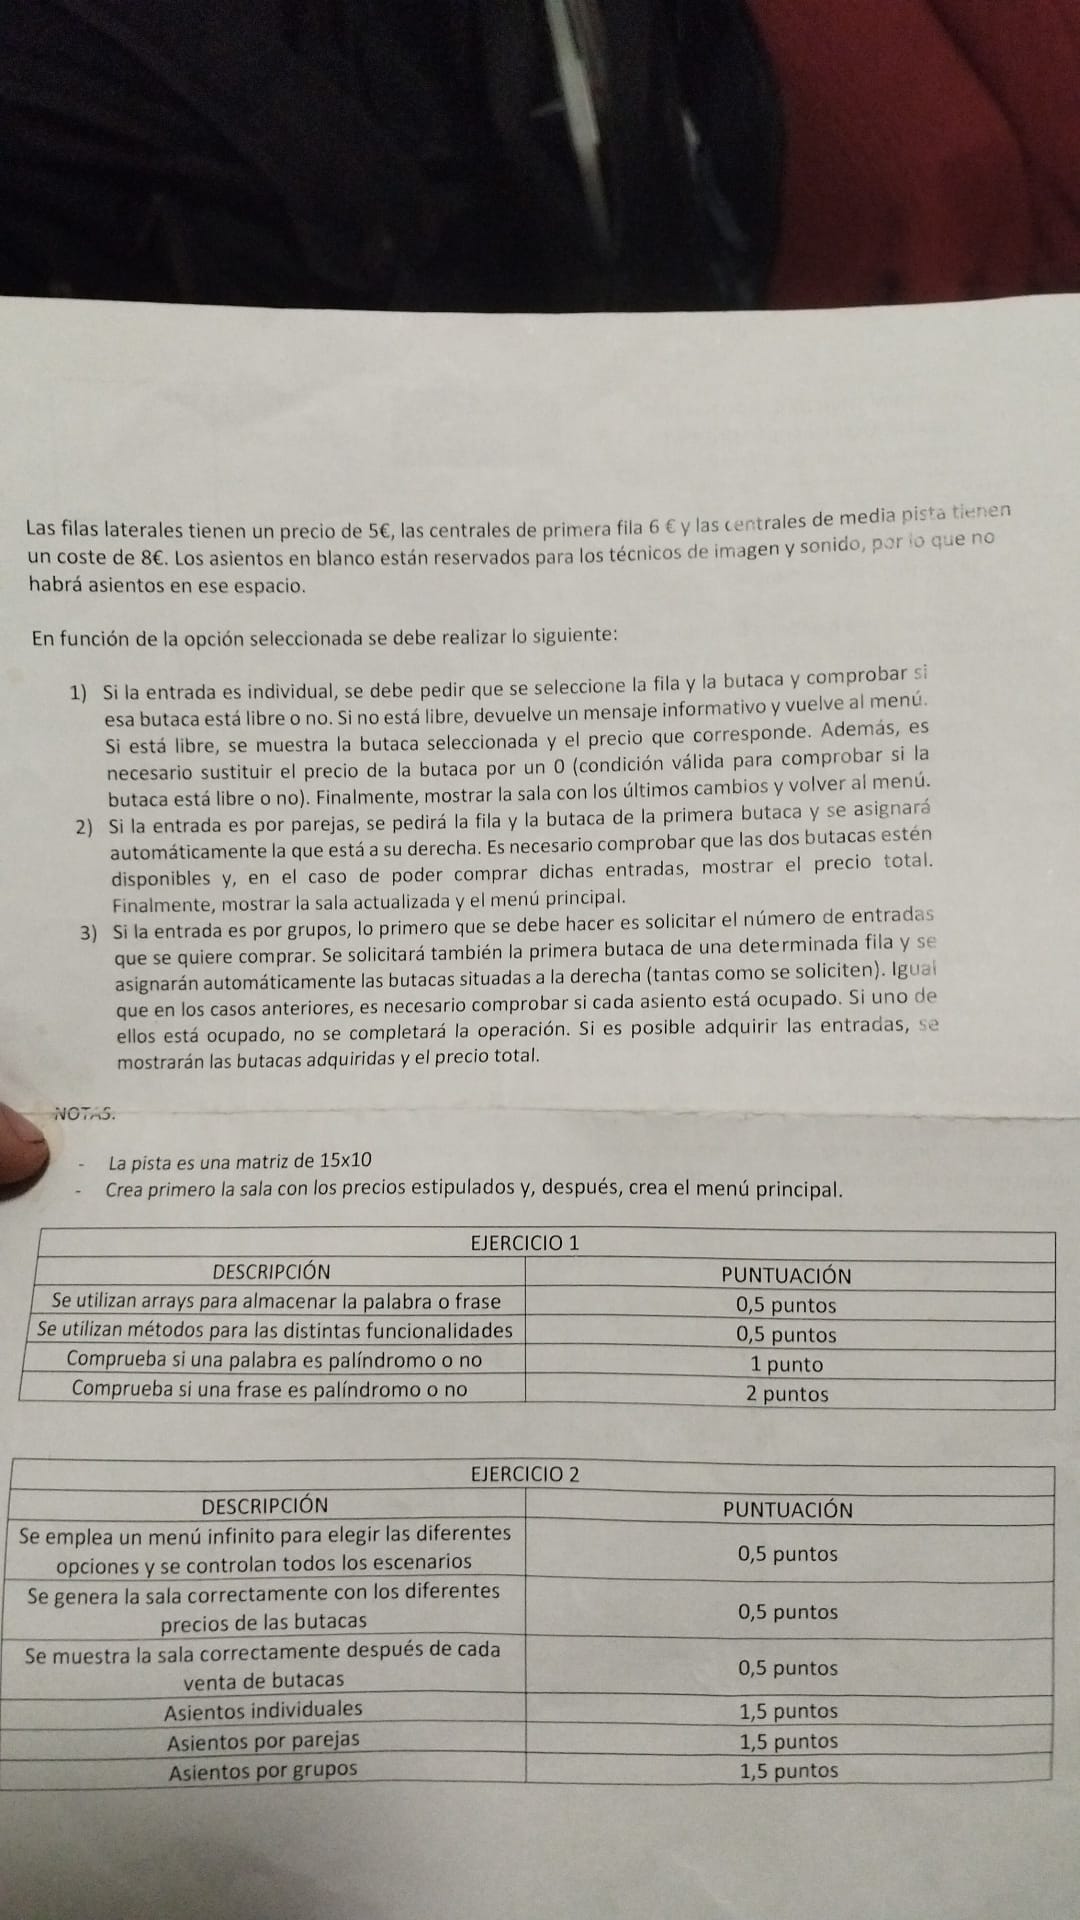 Las filas laterales tienen un precio de 5€, las centrales de primera fila 6 € y las centrales de media pista tienen
un coste de 8€. Los asientos en blanco están reservados para los técnicos de imagen y sonido, por lo que no
habrá asientos en ese espacio.
En función de la opción seleccionada se debe realizar lo siguiente:
1) Si la entrada es individual, se debe pedir que se seleccione la fila y la butaca y comprobar si
esa butaca está libre o no. Si no está libre, devuelve un mensaje informativo y vuelve al menú.
Si está libre, se muestra la butaca seleccionada y el precio que corresponde. Además, es
necesario sustituir el precio de la butaca por un 0 (condición válida para comprobar si la
butaca está libre o no). Finalmente, mostrar la sala con los últimos cambios y volver al menú.
2) Si la entrada es por parejas, se pedirá la fila y la butaca de la primera butaca y se asignará
automáticamente la que está a su derecha. Es necesario comprobar que las dos butacas estén
disponibles y, en el caso de poder comprar dichas entradas, mostrar el precio total.
Finalmente, mostrar la sala actualizada y el menú principal.
3) Si la entrada es por grupos, lo primero que se debe hacer es solicitar el número de entradas
que se quiere comprar. Se solicitará también la primera butaca de una determinada fila y se
asignarán automáticamente las butacas situadas a la derecha (tantas como se soliciten). Igual
que en los casos anteriores, es necesario comprobar si cada asiento está ocupado. Si uno de
ellos está ocupado, no se completará la operación. Si es posible adquirir las entradas, se
mostrarán las butacas adquiridas y el precio total.
NOTAS:
- La pista es una matriz de 15x10
- Crea primero la sala con los precios estipulados y, después, crea el menú principal.
EJERCICIO 1
DESCRIPCIÓN PUNTUACIÓN
Se utilizan arrays para almacenar la palabra o frase 0,5 puntos
Se utilizan métodos para las distintas funcionalidades 0,5 puntos
Comprueba si una palabra es palíndromo o no 1 punto
Comprueba si una frase es palíndromo o no 2 puntos
EJERCICIO 2
DESCRIPCIÓN PUNTUACIÓN
Se emplea un menú infinito para elegir las diferentes
opciones y se controlan todos los escenarios 0,5 puntos
Se genera la sala correctamente con los diferentes
precios de las butacas 0,5 puntos
Se muestra la sala correctamente después de cada
venta de butacas 0,5 puntos
Asientos individuales 1,5 puntos
Asientos por parejas 1,5 puntos
Asientos por grupos 1,5 puntos